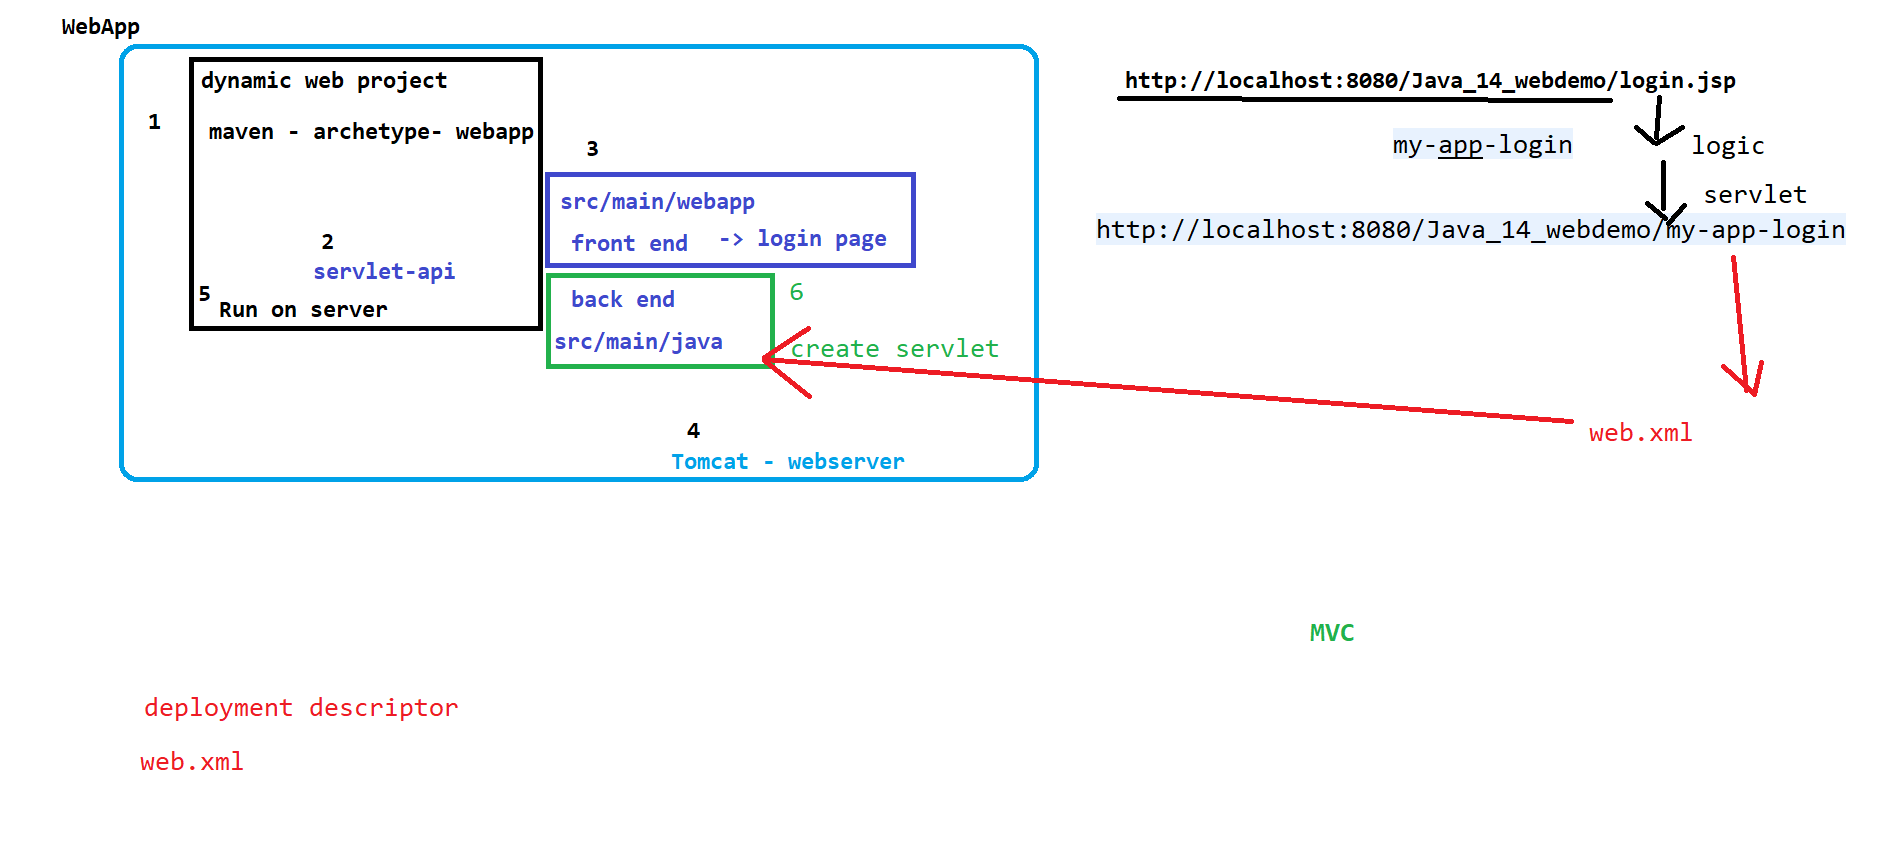 WebApp
dynamic web project
1
maven - archetype- webapp
3
src/main/webapp
front end -> login page
2
servlet-api
5
Run on server
back end
6
src/main/java
create servlet
4
Tomcat - webserver
http://localhost:8080/Java_14_webdemo/login.jsp
my-app-login
logic
servlet
http://localhost:8080/Java_14_webdemo/my-app-login
web.xml
MVC
deployment descriptor
web.xml